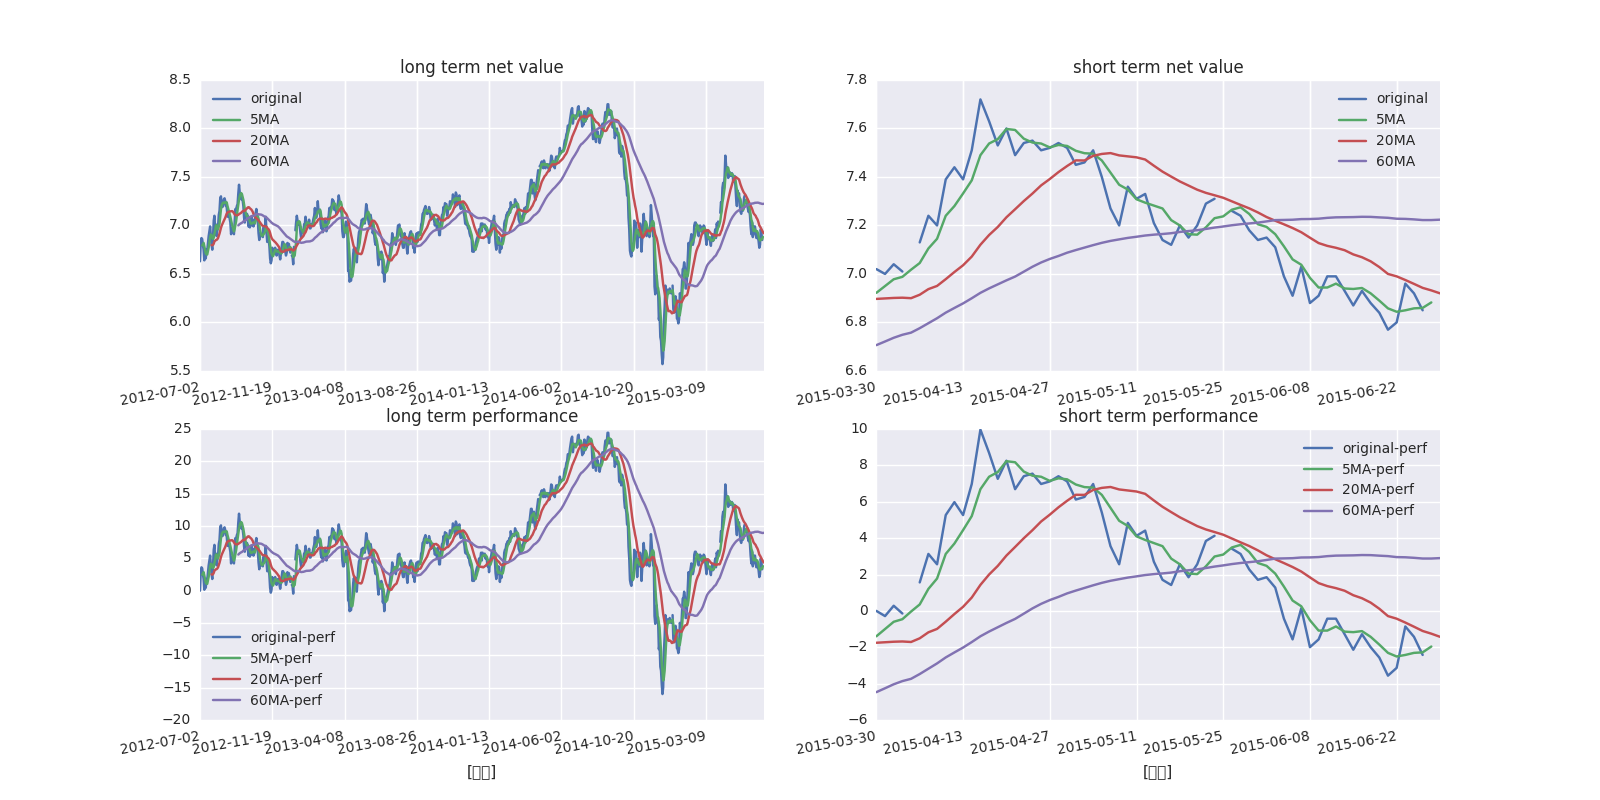 long term net value
8.5
8.0
7.5
7.0
6.5
6.0
5.5
original
5MA
20MA
60MA
2012-07-02 2012-11-19 2013-04-08 2013-08-26 2014-01-13 2014-06-02 2014-10-20 2015-03-09
short term net value
7.8
7.6
7.4
7.2
7.0
6.8
6.6
original
5MA
20MA
60MA
2015-03-30 2015-04-13 2015-04-27 2015-05-11 2015-05-25 2015-06-08 2015-06-22
long term performance
25
20
15
10
5
0
−5
−10
−15
−20
original-perf
5MA-perf
20MA-perf
60MA-perf
2012-07-02 2012-11-19 2013-04-08 2013-08-26 2014-01-13 2014-06-02 2014-10-20 2015-03-09
short term performance
10
8
6
4
2
0
−2
−4
−6
original-perf
5MA-perf
20MA-perf
60MA-perf
2015-03-30 2015-04-13 2015-04-27 2015-05-11 2015-05-25 2015-06-08 2015-06-22